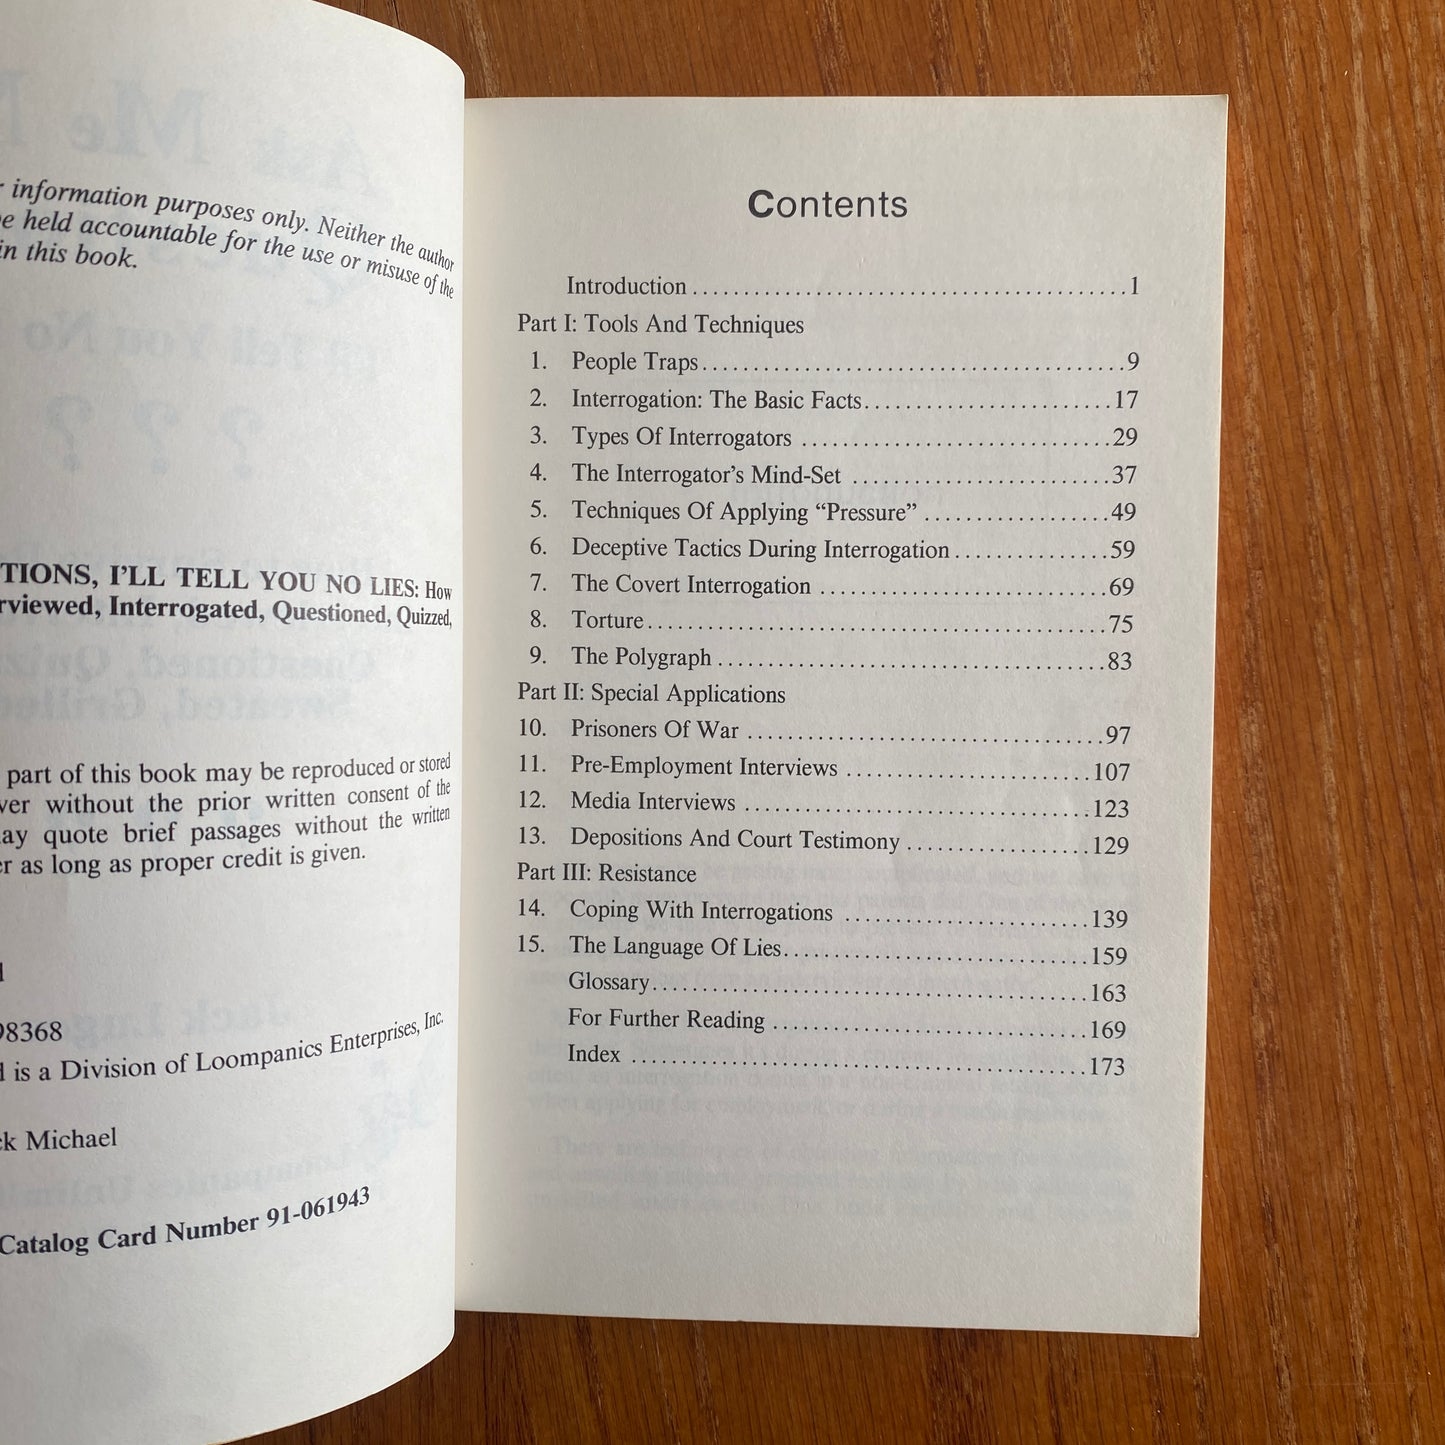 information purposes only. Neither the author
be held accountable for the use or misuse of the
in this book.
TIONS, I'LL TELL YOU NO LIES: How
rviewed, Interrogated, Questioned, Quizzed,
part of this book may be reproduced or stored
ver without the prior written consent of the
ay quote brief passages without the written
r as long as proper credit is given.
98368
is a Division of Loompanics Enterprises, Inc.
ck Michael
Catalog Card Number 91-061943
Contents
Introduction 1
Part I: Tools And Techniques
1. People Traps 9
2. Interrogation: The Basic Facts 17
3. Types Of Interrogators 29
4. The Interrogator's Mind-Set 37
5. Techniques Of Applying “Pressure” 49
6. Deceptive Tactics During Interrogation 59
7. The Covert Interrogation 69
8. Torture 75
9. The Polygraph 83
Part II: Special Applications
10. Prisoners Of War 97
11. Pre-Employment Interviews 107
12. Media Interviews 123
13. Depositions And Court Testimony 129
Part III: Resistance
14. Coping With Interrogations 139
15. The Language Of Lies 159
Glossary 163
For Further Reading 169
Index 173